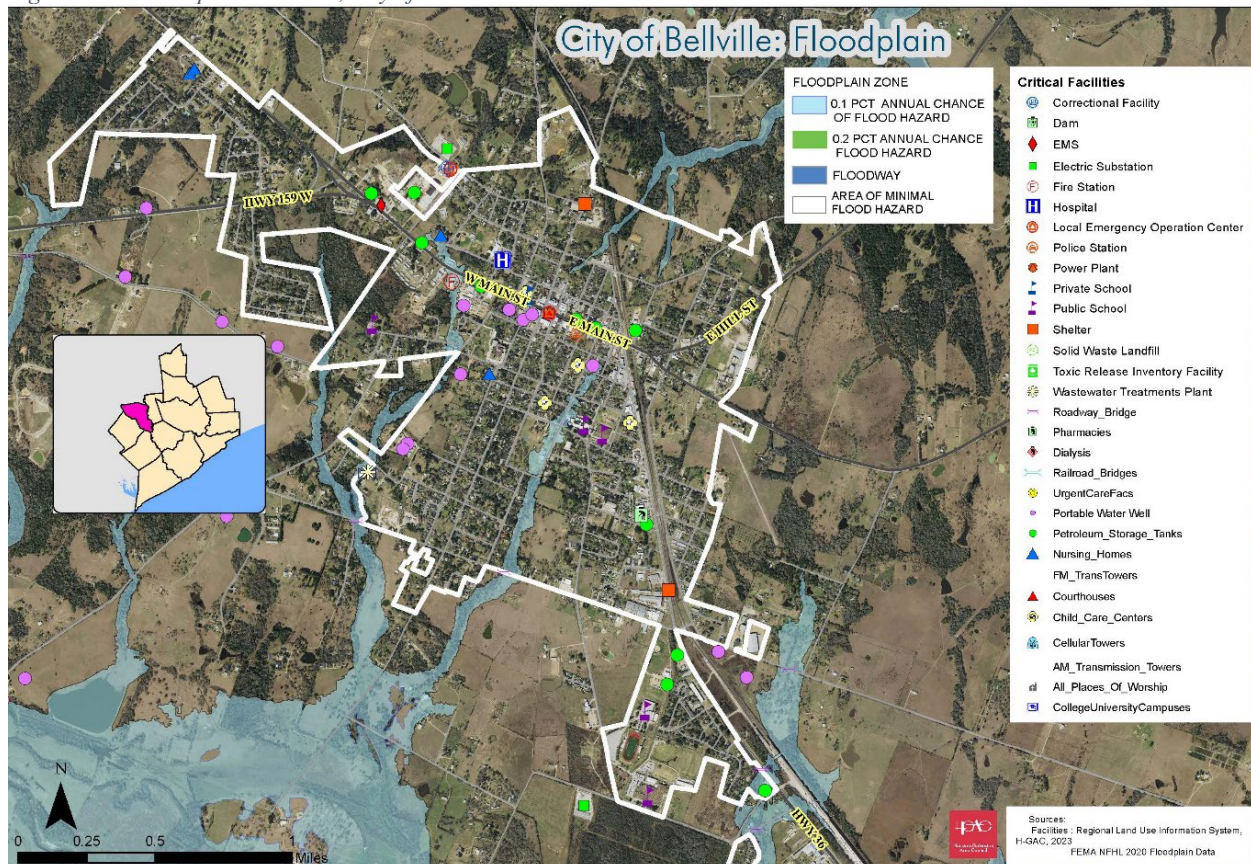 City of Bellville: Floodplain
FLOODPLAIN ZONE
0.1 PCT ANNUAL CHANCE
OF FLOOD HAZARD
0.2 PCT ANNUAL CHANCE
FLOOD HAZARD
FLOODWAY
AREA OF MINIMAL
FLOOD HAZARD
Critical Facilities
Correctional Facility
Dam
EMS
Electric Substation
Fire Station
Hospital
Local Emergency Operation Center
Police Station
Power Plant
Private School
Public School
Shelter
Solid Waste Landfill
Toxic Release Inventory Facility
Wastewater Treatments Plant
Roadway_Bridge
Pharmacies
Dialysis
Railroad_Bridges
UrgentCareFacs
Portable Water Well
Petroleum_Storage_Tanks
Nursing_Homes
FM_TransTowers
Courthouses
Child_Care_Centers
CellularTowers
AM_Transmission_Towers
All_Places_Of_Worship
CollegeUniversityCampuses
HWY 159 W
H
F
W MAIN ST
E MAIN ST
E HILL ST
HWY 36
N
0 0.25 0.5 1
Miles
H-GAC
Sources:
Facilities : Regional Land Use Information System,
H-GAC, 2023
FEMA NFHL 2020 Floodplain Data